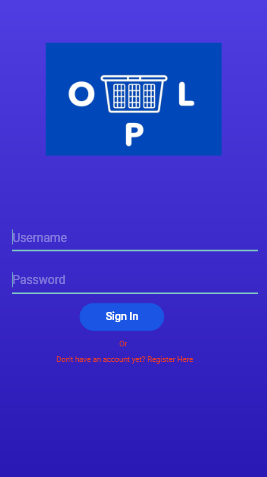 O L
P
Username
Password
Sign In
Or
Don't have an account yet? Register Here